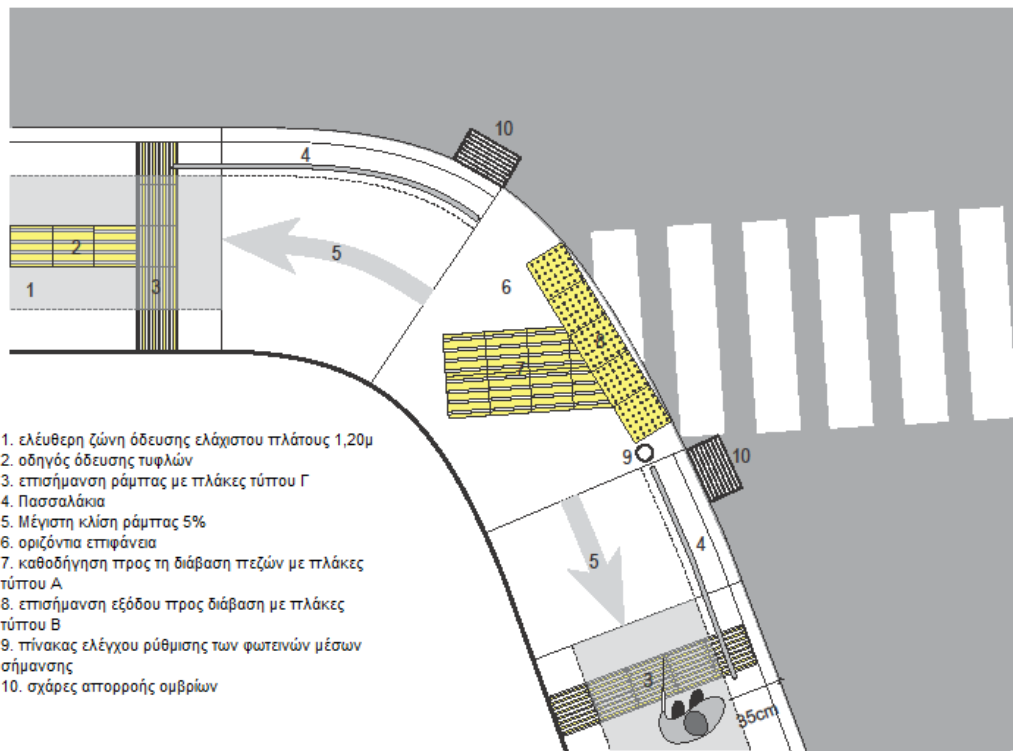 10
4
5
2
1
3
6
8
7
9
10
4
5
3
35cm
1. ελέυθερη ζώνη όδευσης ελάχιστου πλάτους 1,20μ
2. οδηγός όδευσης τυφλών
3. επισήμανση ράμπας με πλάκες τύπου Γ
4. Πασσαλάκια
5. Μέγιστη κλίση ράμπας 5%
6. οριζόντια επιφάνεια
7. καθοδήγηση προς τη διάβαση πεζών με πλάκες
τύπου Α
8. επισήμανση εξόδου προς διάβαση με πλάκες
τύπου Β
9. πίνακας ελέγχου ρύθμισης των φωτεινών μέσων
σήμανσης
10. σχάρες απορροής ομβρίων